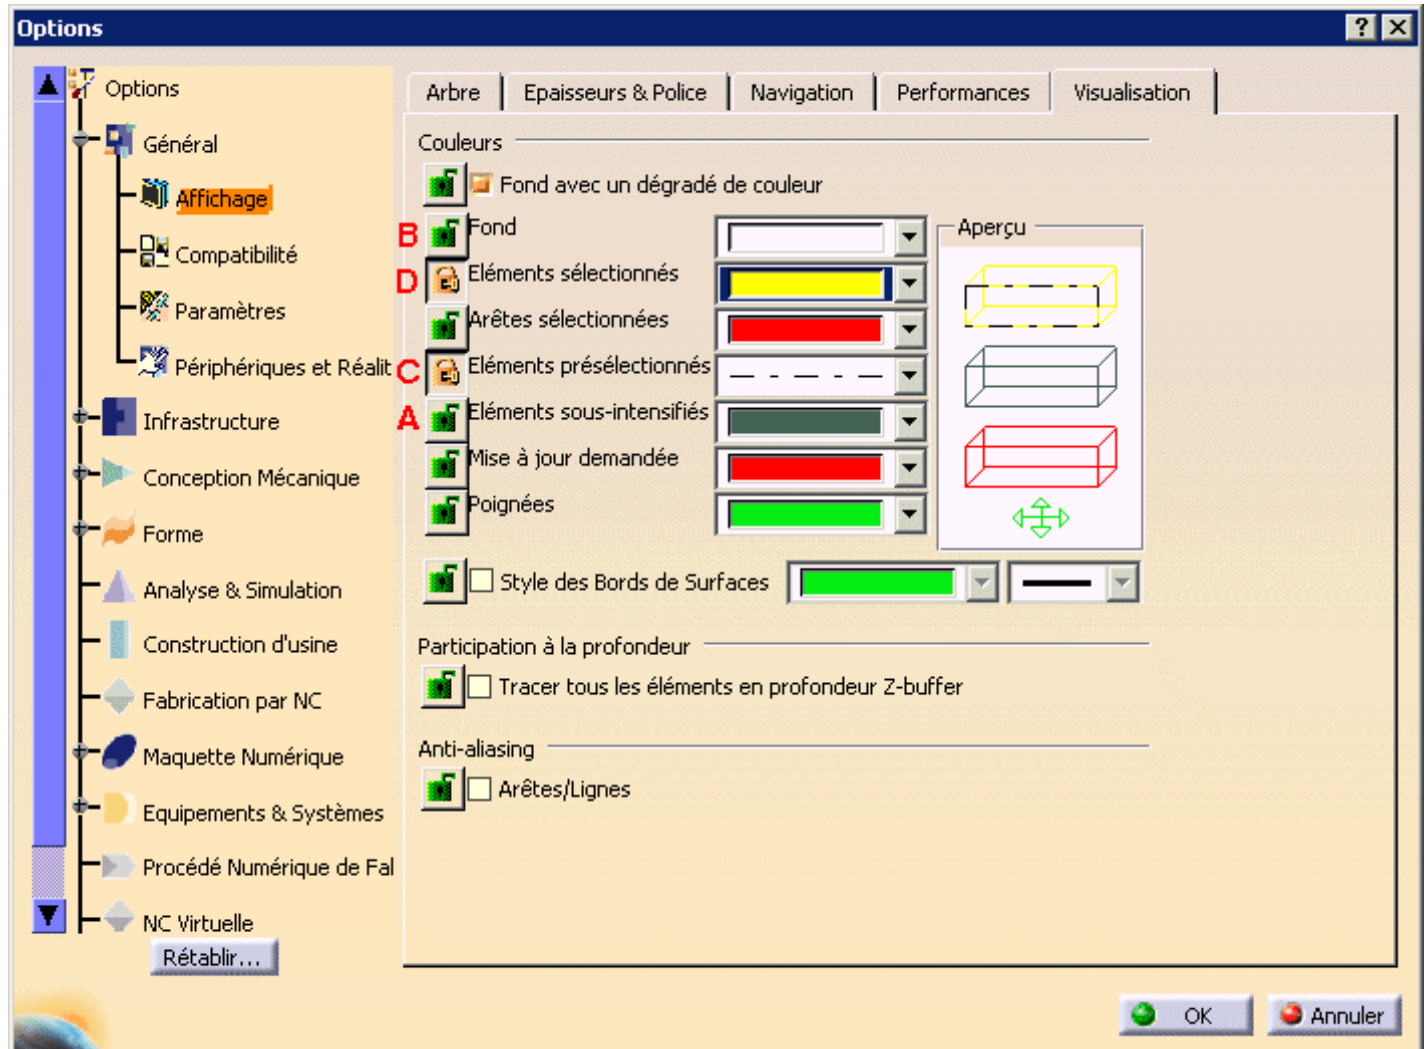 Options
Options
Général
Affichage
Compatibilité
Paramètres
Périphériques et Réalit
Infrastructure
Conception Mécanique
Forme
Analyse & Simulation
Construction d'usine
Fabrication par NC
Maquette Numérique
Equipements & Systèmes
Procédé Numérique de Fal
NC Virtuelle
Rétablir...
Arbre
Epaisseurs & Police
Navigation
Performances
Visualisation
Couleurs
Fond avec un dégradé de couleur
B Fond
D Eléments sélectionnés
Arêtes sélectionnées
C Eléments présélectionnés
A Eléments sous-intensifiés
Mise à jour demandée
Poignées
Aperçu
Style des Bords de Surfaces
Participation à la profondeur
Tracer tous les éléments en profondeur Z-buffer
Anti-aliasing
Arêtes/Lignes
OK
Annuler